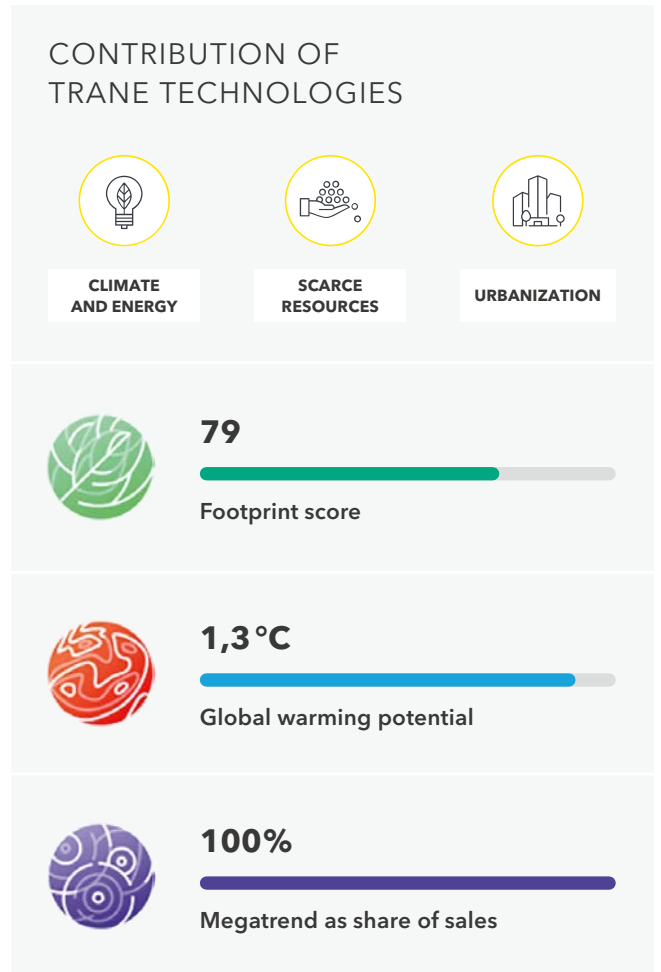 CONTRIBUTION OF
TRANE TECHNOLOGIES
CLIMATE
AND ENERGY
SCARCE
RESOURCES
URBANIZATION
79
Footprint score
1,3 °C
Global warming potential
100%
Megatrend as share of sales